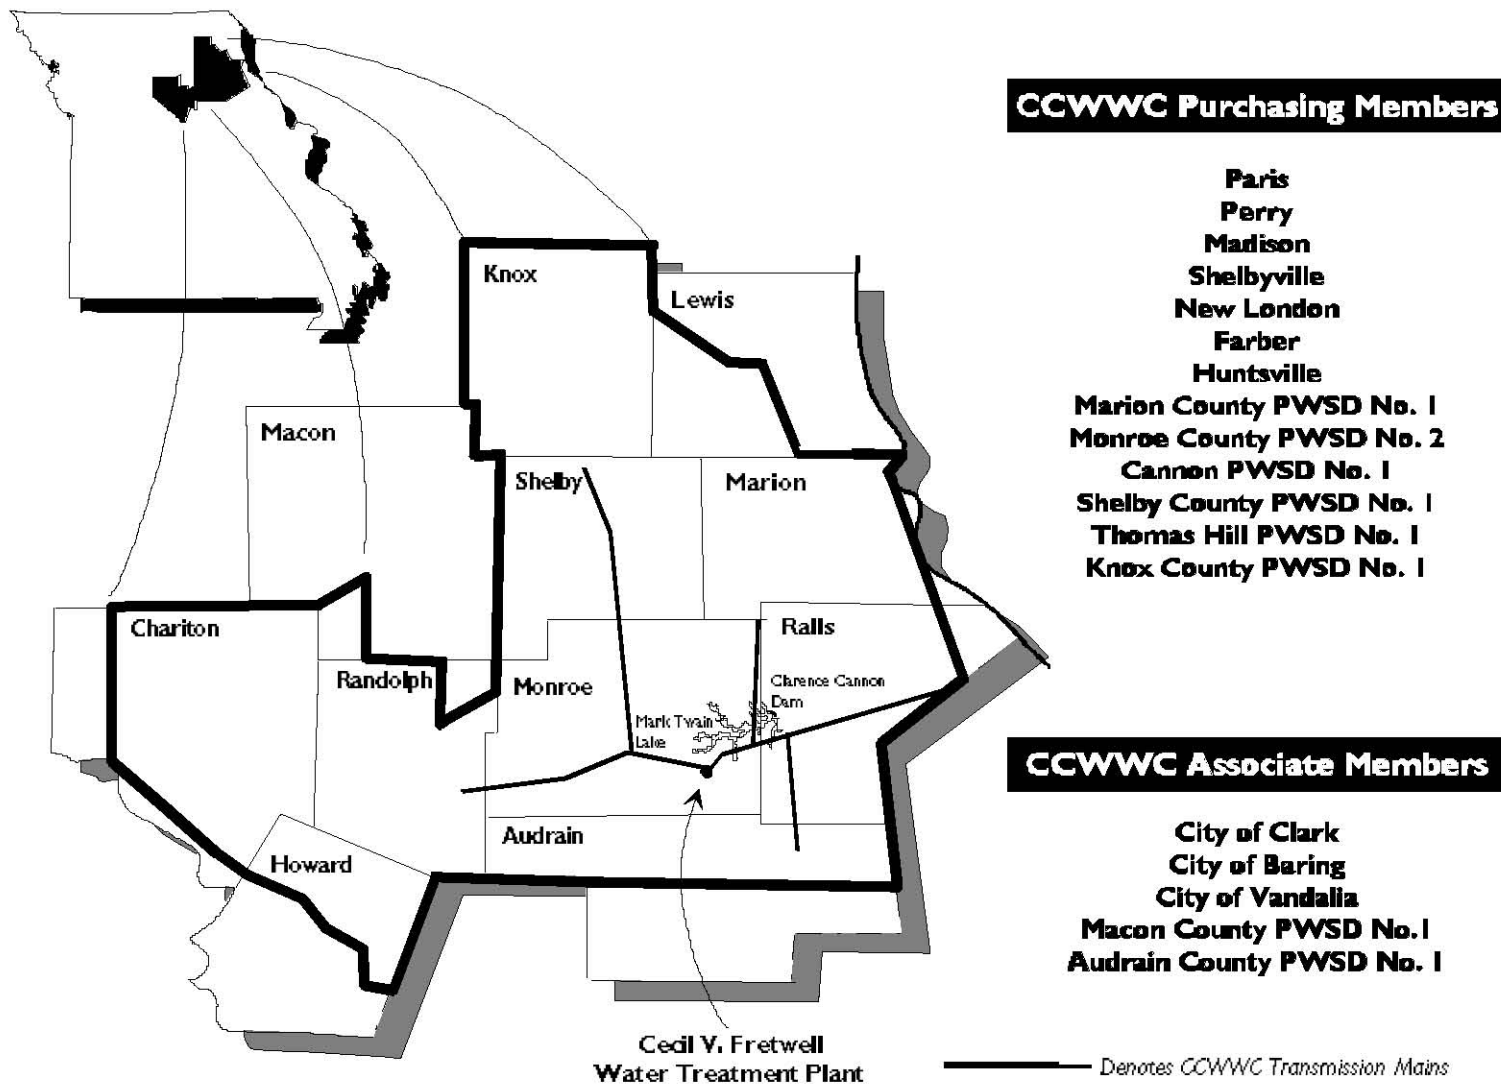 CCWWC Purchasing Members
Paris
Perry
Madison
Shelbyville
New London
Farber
Huntsville
Marion County PWSD No. 1
Monroe County PWSD No. 2
Cannon PWSD No. 1
Shelby County PWSD No. 1
Thomas Hill PWSD No. 1
Knox County PWSD No. 1
Knox
Lewis
Macon
Shelby
Marion
Chariton
Randolph
Monroe
Ralls
Clarence Cannon
Dam
Mark Twain
Lake
Audrain
Howard
CCWWC Associate Members
City of Clark
City of Baring
City of Vandalia
Macon County PWSD No.1
Audrain County PWSD No. 1
Cecil V. Fretwell
Water Treatment Plant
Denotes CCWWC Transmission Mains